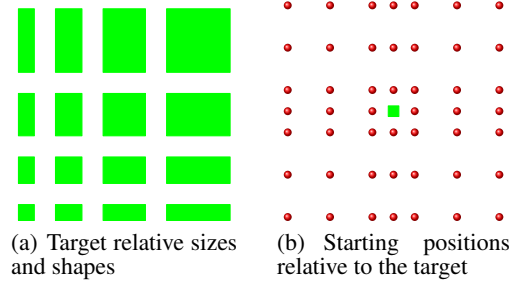 (a) Target relative sizes
and shapes
(b) Starting positions
relative to the target